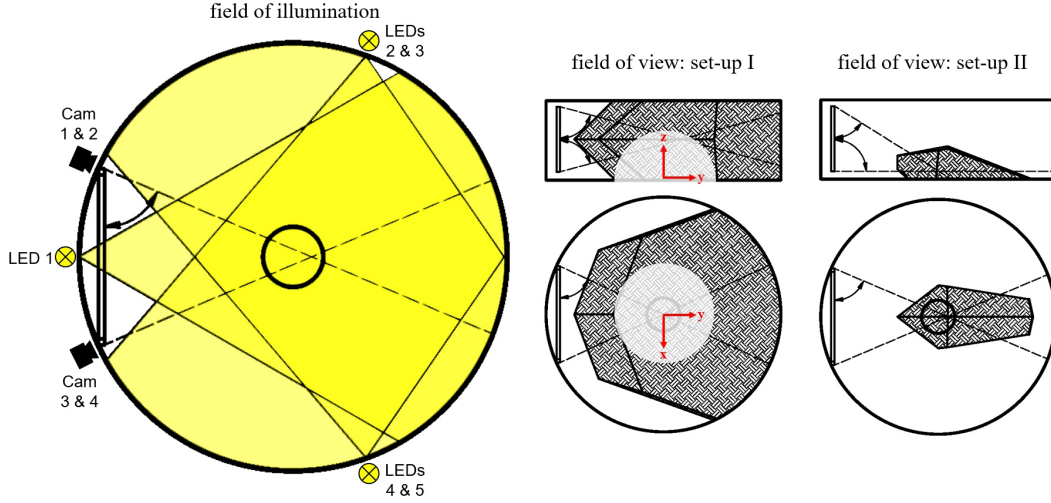 field of illumination
LEDs
2 & 3
Cam
1 & 2
LED 1
Cam
3 & 4
LEDs
4 & 5
field of view: set-up I
z
y
y
x
field of view: set-up II